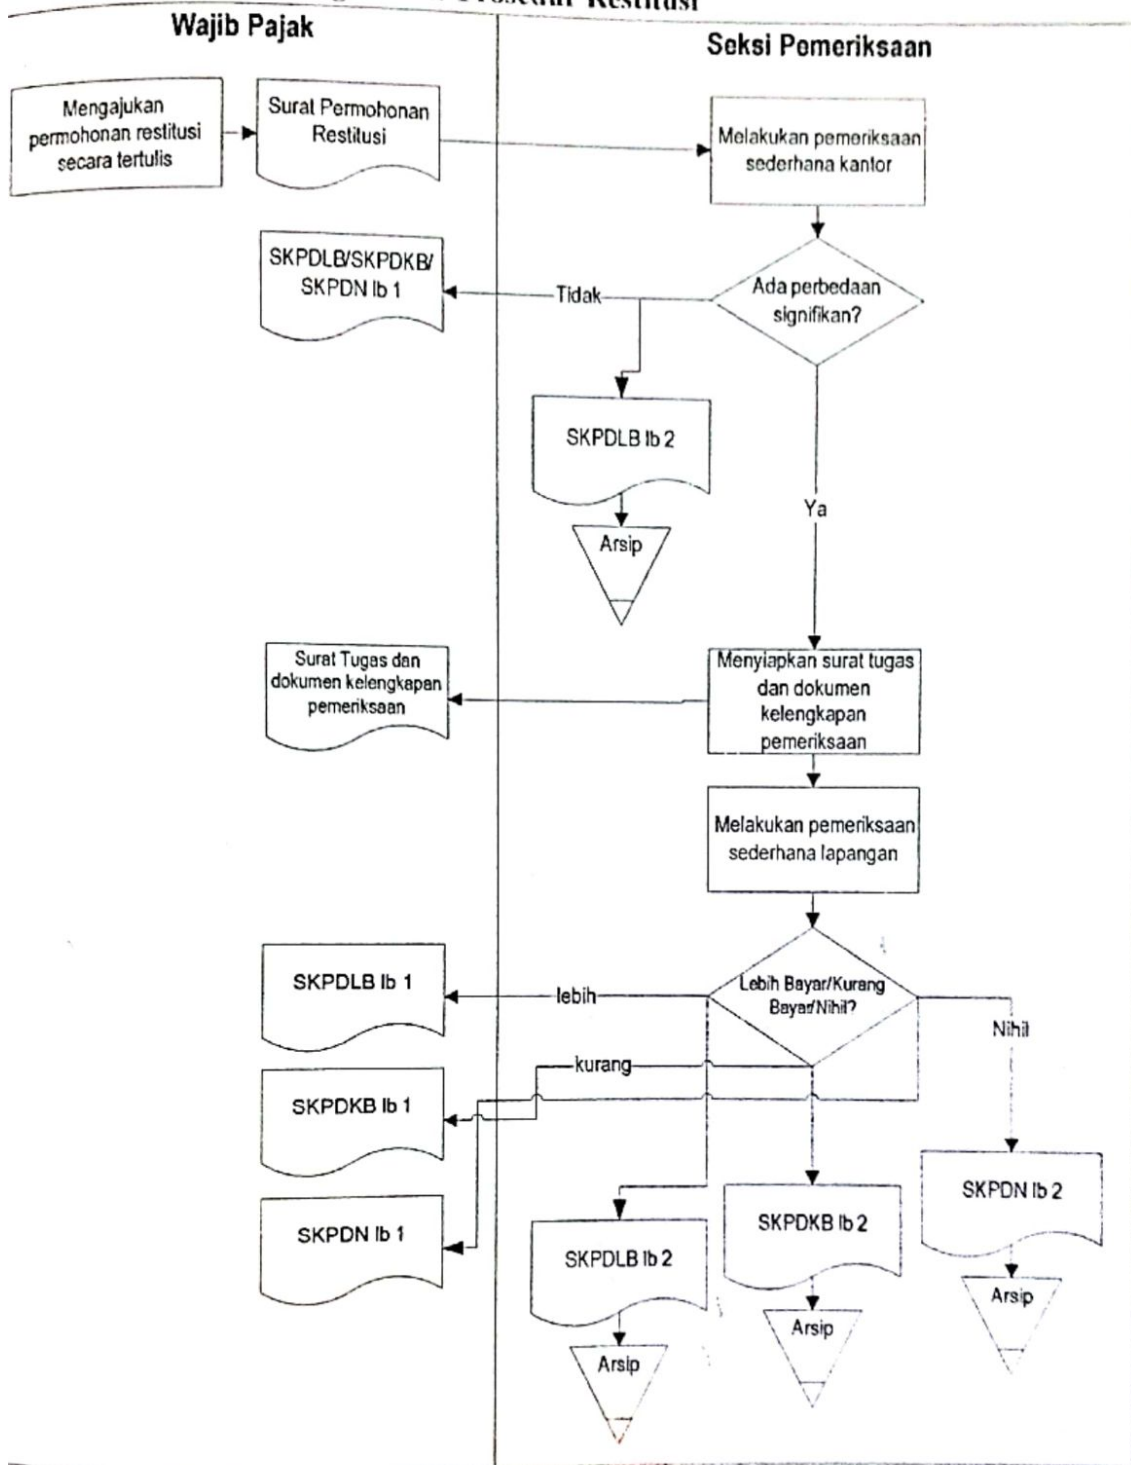 Prosedur Restitusi
Wajib Pajak
Seksi Pemeriksaan
Mengajukan
permohonan restitusi
secara tertulis
Surat Permohonan
Restitusi
Melakukan pemeriksaan
sederhana kantor
SKPDLB/SKPDKB/
SKPDN lb 1
Tidak
Ada perbedaan
signifikan?
SKPDLB lb 2
Arsip
Ya
Surat Tugas dan
dokumen kelengkapan
pemeriksaan
Menyiapkan surat tugas
dan dokumen
kelengkapan
pemeriksaan
Melakukan pemeriksaan
sederhana lapangan
SKPDLB lb 1
lebih
Lebih Bayar/Kurang
Bayar/Nihil?
Nihil
kurang
SKPDKB lb 1
SKPDN lb 1
SKPDLB lb 2
SKPDKB lb 2
SKPDN lb 2
Arsip
Arsip
Arsip